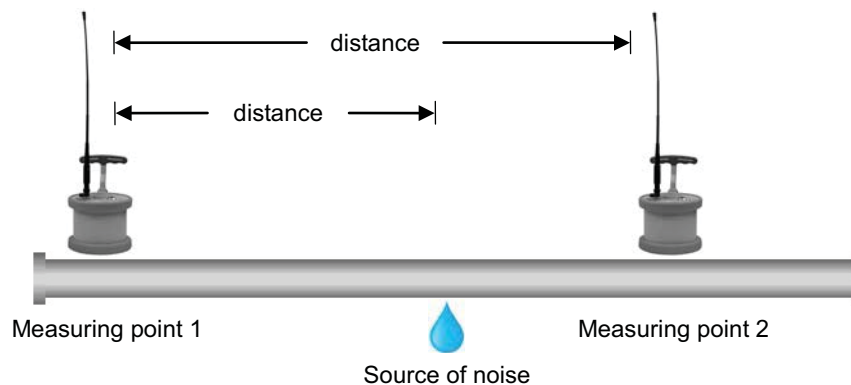 distance
distance
Measuring point 1
Measuring point 2
Source of noise